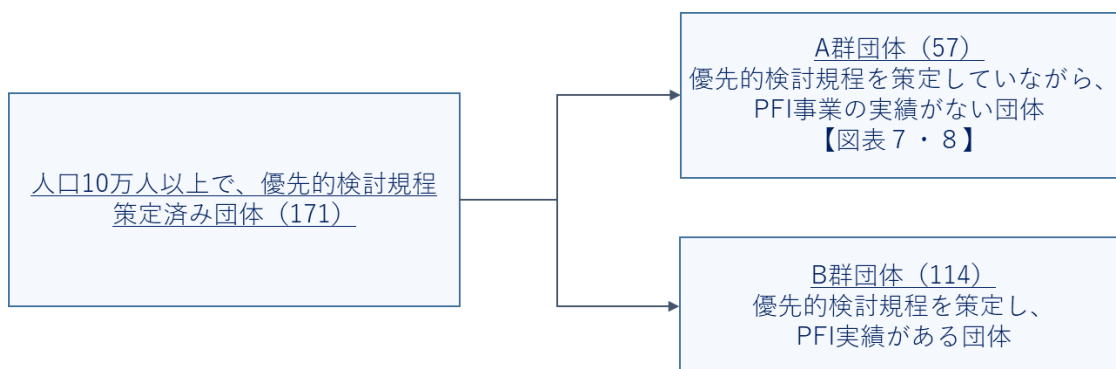 人口10万人以上で、優先的検討規程
策定済み団体（171）
A群団体（57）
優先的検討規程を策定していながら、
PFI事業の実績がない団体
【図表７・８】
B群団体（114）
優先的検討規程を策定し、
PFI実績がある団体